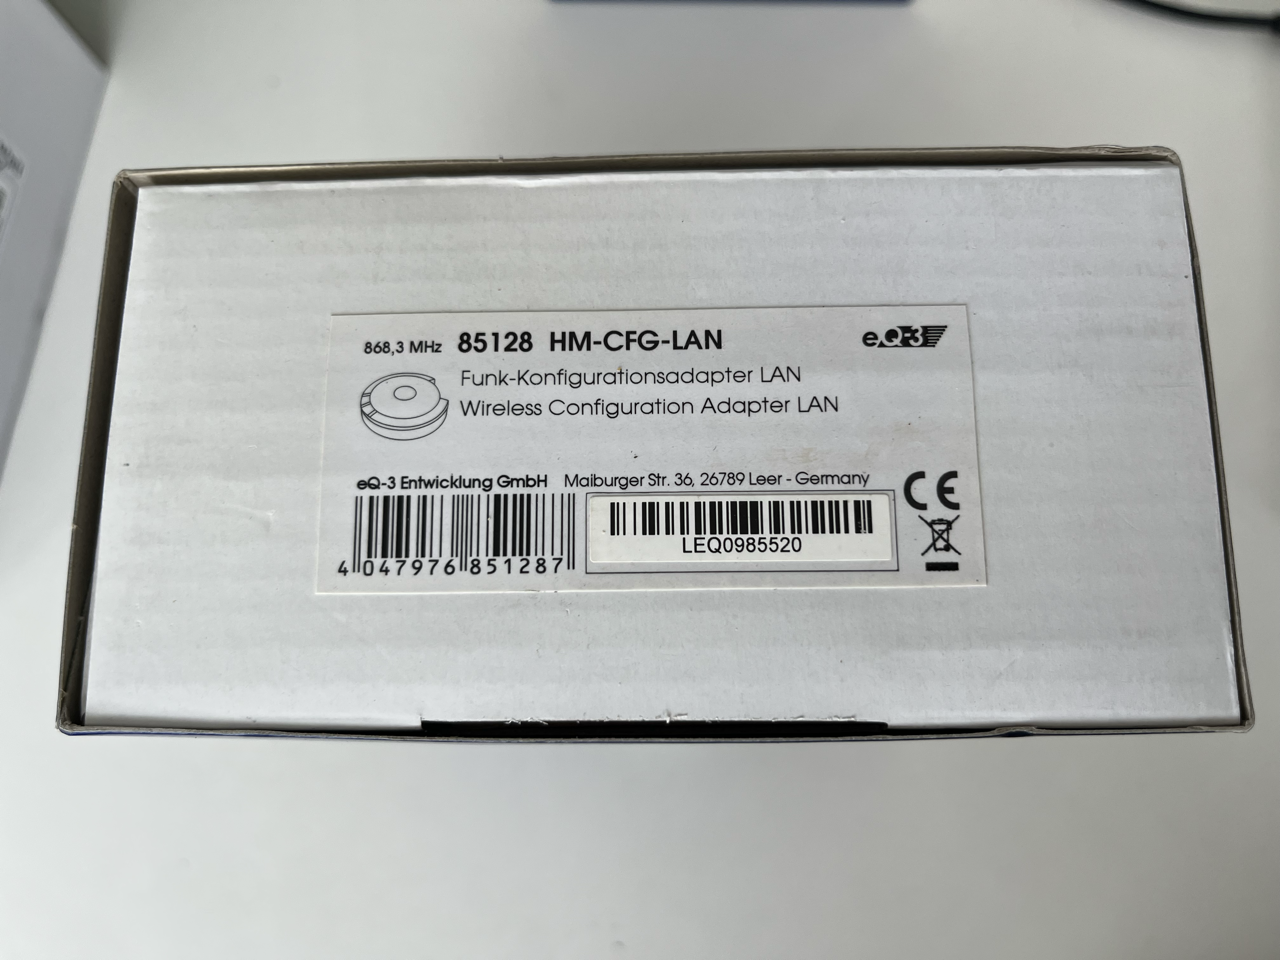 868,3 MHz 85128 HM-CFG-LAN eQ-3
Funk-Konfigurationsadapter LAN
Wireless Configuration Adapter LAN
eQ-3 Entwicklung GmbH Maiburger Str. 36, 26789 Leer - Germany CE
4 047976 851287
LEQ0985520